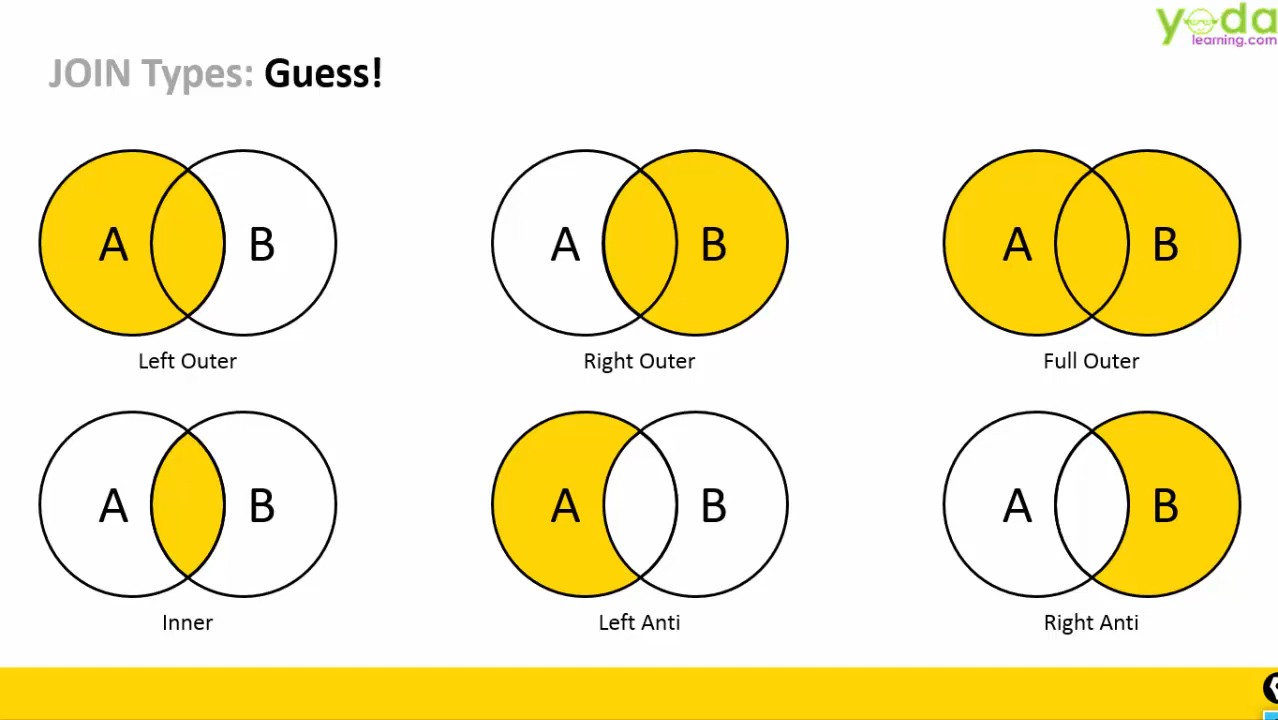 yoda
learning.com
JOIN Types: Guess!
A B
A B
A B
Left Outer
Right Outer
Full Outer
A B
A B
A B
Inner
Left Anti
Right Anti